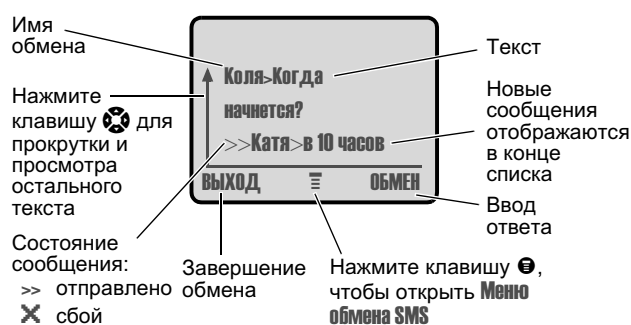 Имя
обмена
Нажмите
клавишу для
прокрутки и
просмотра
остального
текста
Состояние
сообщения:
>> отправлено
сбой
Коля>Когда
начнется?
>>Катя>в 10 часов
ВЫХОД ОБМЕН
Завершение
обмена
Нажмите клавишу ,
чтобы открыть Меню
обмена SMS
Текст
Новые
сообщения
отображаются
в конце
списка
Ввод
ответа